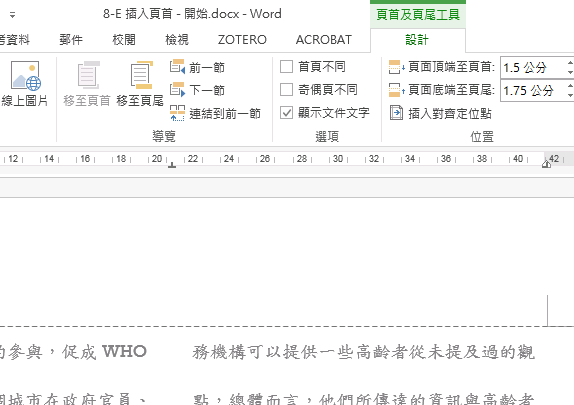 8-E 插入頁首 - 開始.docx - Word
頁首及頁尾工具
考資料 郵件 校閱 檢視 ZOTERO ACROBAT 設計
線上圖片 移至頁首 移至頁尾
前一節
下一節
連結到前一節
導覽
首頁不同
奇偶頁不同
顯示文件文字
選項
頁面頂端至頁首: 1.5 公分
頁面底端至頁尾: 1.75 公分
插入對齊定位點
位置
12 14 16 18 20 22 24 26 28 30 32 34 36 38 40 42
的參與，促成 WHO
個城市在政府官員、
務機構可以提供一些高齡者從未提及過的觀
點，總體而言，他們所傳達的資訊與高齡者